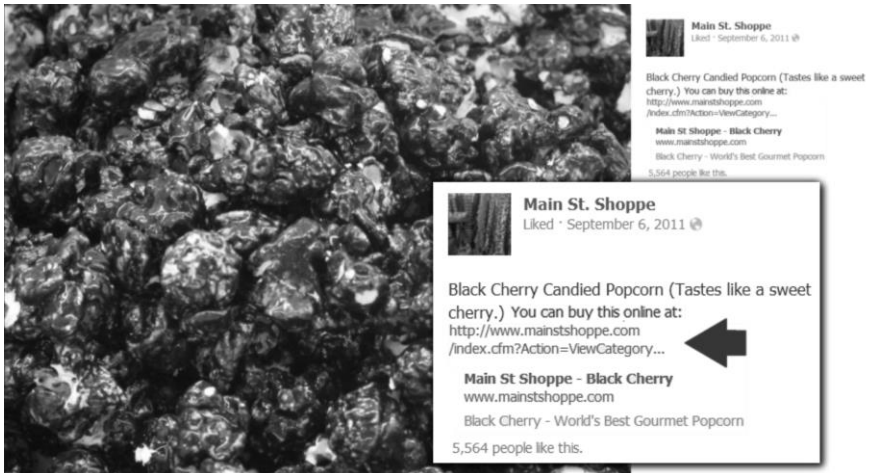 Main St. Shoppe
Liked · September 6, 2011
Black Cherry Candied Popcorn (Tastes like a sweet
cherry.) You can buy this online at:
http://www.mainstshoppe.com
/index.cfm?Action=ViewCategory...
Main St Shoppe - Black Cherry
www.mainstshoppe.com
Black Cherry - World's Best Gourmet Popcorn
5,564 people like this.
Main St. Shoppe
Liked · September 6, 2011
Black Cherry Candied Popcorn (Tastes like a sweet
cherry.) You can buy this online at:
http://www.mainstshoppe.com
/index.cfm?Action=ViewCategory...
Main St Shoppe - Black Cherry
www.mainstshoppe.com
Black Cherry - World's Best Gourmet Popcorn
5,564 people like this.